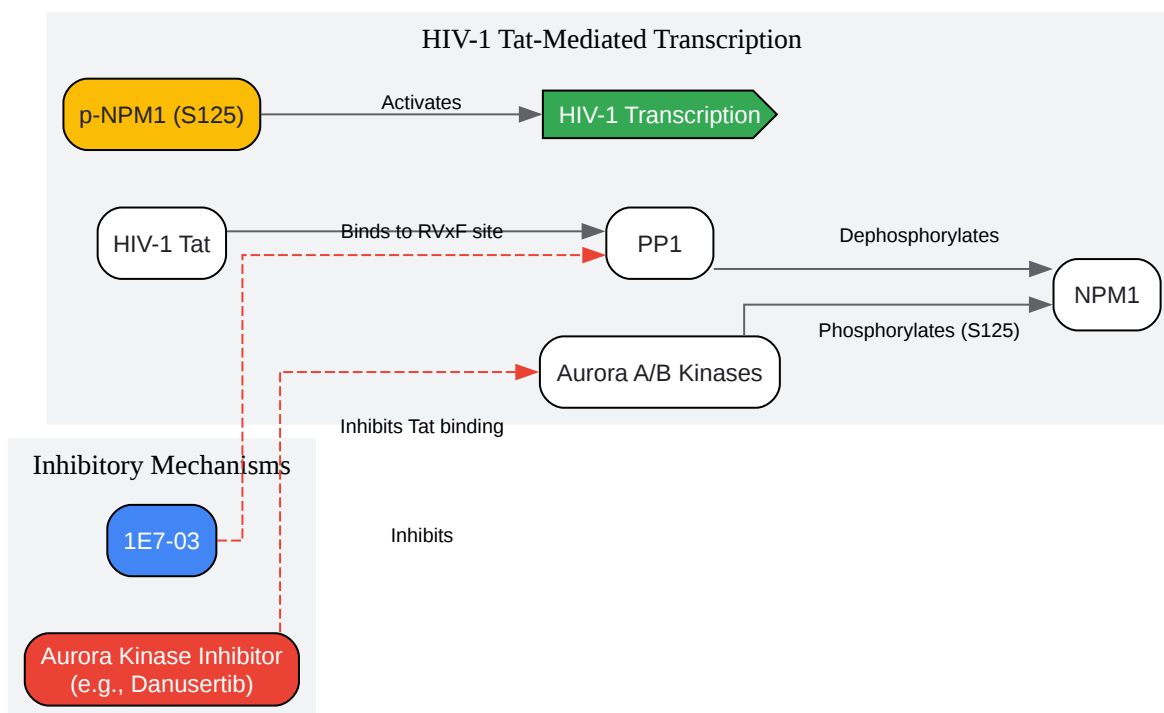 HIV-1 Tat-Mediated Transcription
p-NPM1 (S125)
Activates
HIV-1 Transcription
HIV-1 Tat
Binds to RVxF site
PP1
Dephosphorylates
NPM1
Phosphorylates (S125)
Aurora A/B Kinases
Inhibits Tat binding
Inhibitory Mechanisms
1E7-03
Inhibits
Aurora Kinase Inhibitor
(e.g., Danusertib)